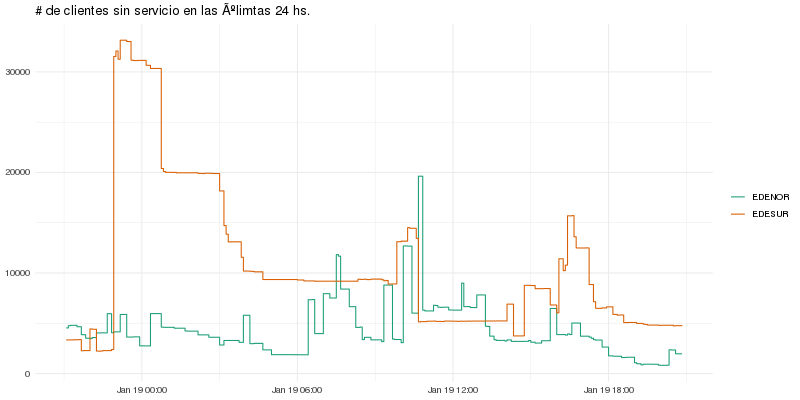 # de clientes sin servicio en las Ãºlimtas 24 hs.
30000
20000
10000
0
Jan 19 00:00
Jan 19 06:00
Jan 19 12:00
Jan 19 18:00
EDENOR
EDESUR